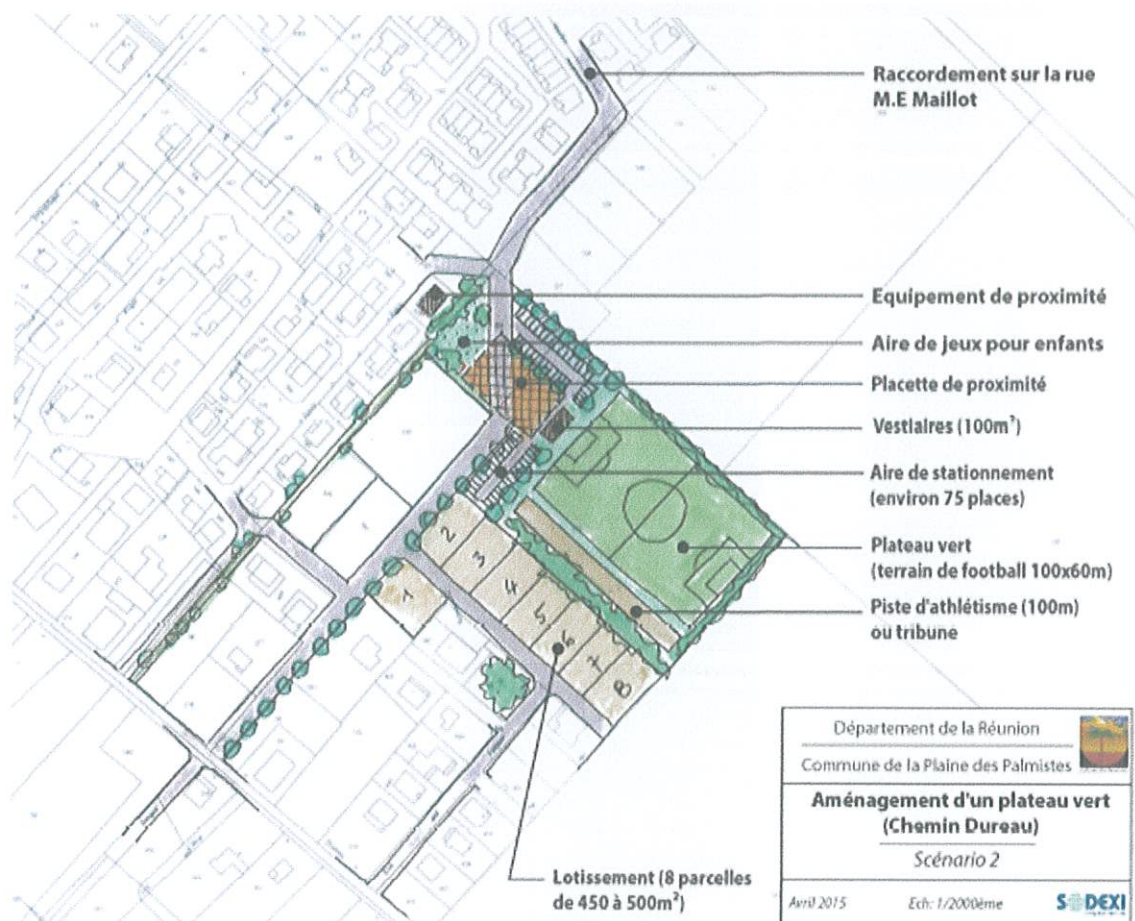 Raccordement sur la rue
M.E Maillot
Equipement de proximité
Aire de jeux pour enfants
Placette de proximité
Vestiaires (100m²)
Aire de stationnement
(environ 75 places)
Plateau vert
(terrain de football 100x60m)
Piste d'athlétisme (100m)
ou tribune
1
2
3
4
5
6
7
8
Lotissement (8 parcelles
de 450 à 500m²)
Département de la Réunion
Commune de la Plaine des Palmistes
Aménagement d'un plateau vert
(Chemin Dureau)
Scénario 2
Avril 2015 Ech: 1/2000ème SODEXI